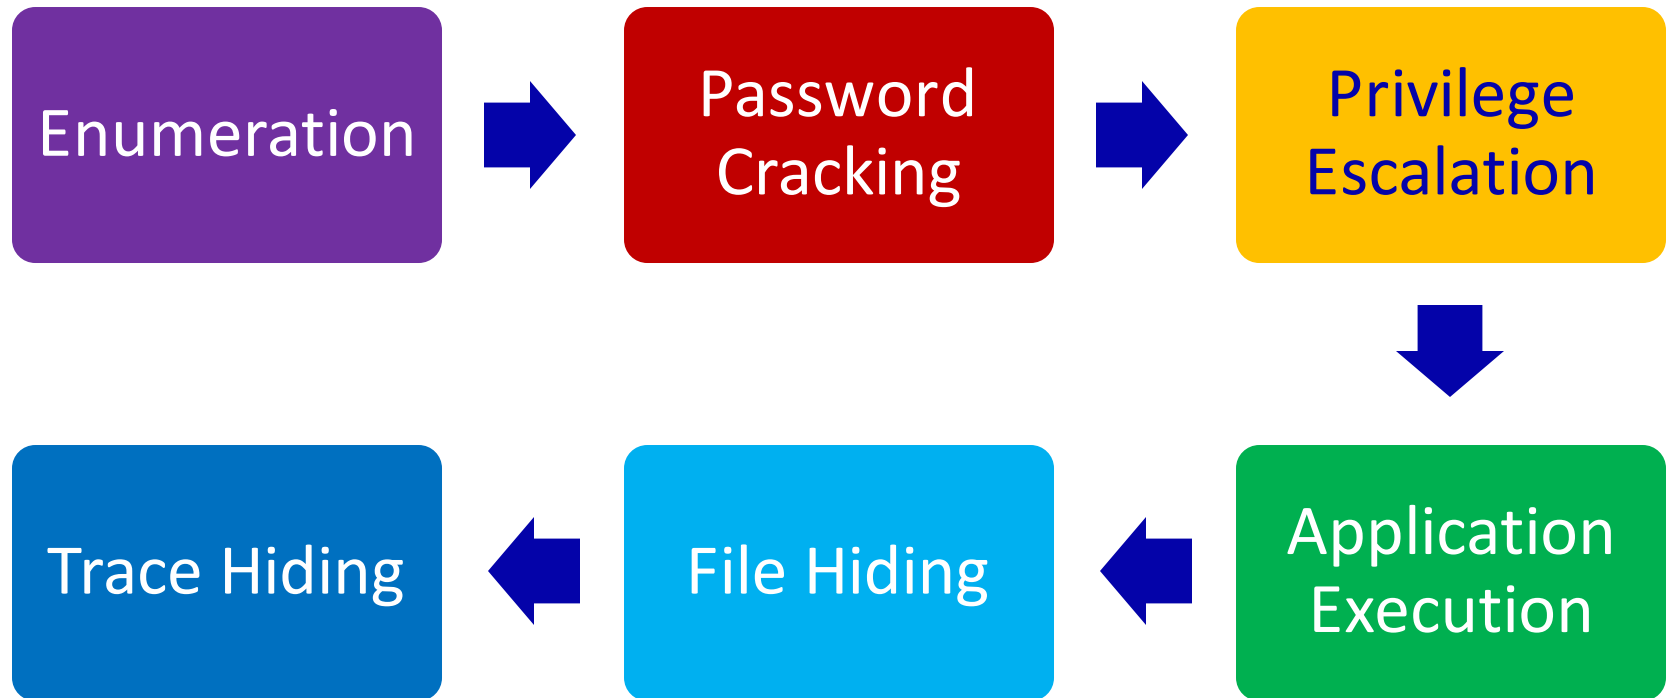 Enumeration
Password
Cracking
Privilege
Escalation
Application
Execution
File Hiding
Trace Hiding